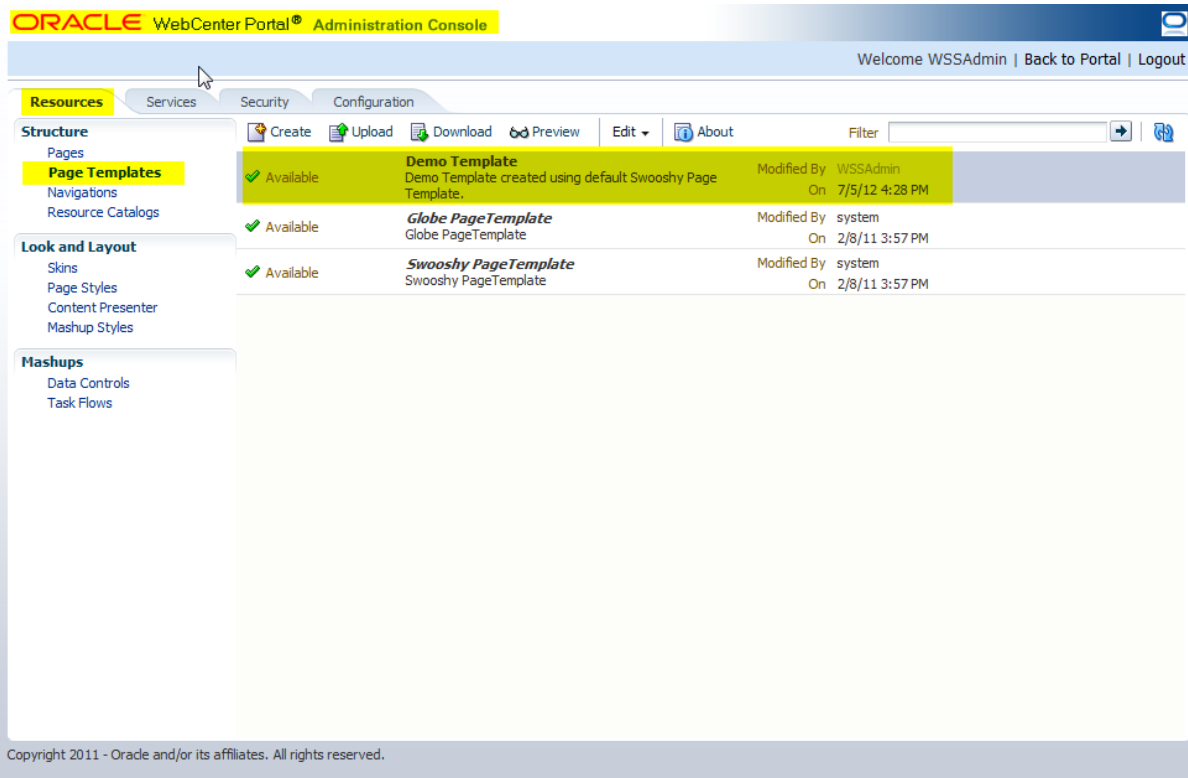 ORACLE WebCenter Portal® Administration Console
Welcome WSSAdmin | Back to Portal | Logout
Resources Services Security Configuration
Structure
Pages
Page Templates
Navigations
Resource Catalogs
Look and Layout
Skins
Page Styles
Content Presenter
Mashup Styles
Mashups
Data Controls
Task Flows
Create Upload Download Preview Edit About Filter
Available
Demo Template
Demo Template created using default Swooshy Page
Template.
Modified By WSSAdmin
On 7/5/12 4:28 PM
Available
Globe PageTemplate
Globe PageTemplate
Modified By system
On 2/8/11 3:57 PM
Available
Swooshy PageTemplate
Swooshy PageTemplate
Modified By system
On 2/8/11 3:57 PM
Copyright 2011 - Oracle and/or its affiliates. All rights reserved.